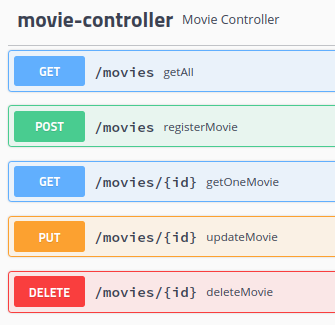 movie-controller Movie Controller
GET /movies getAll
POST /movies registerMovie
GET /movies/{id} getOneMovie
PUT /movies/{id} updateMovie
DELETE /movies/{id} deleteMovie